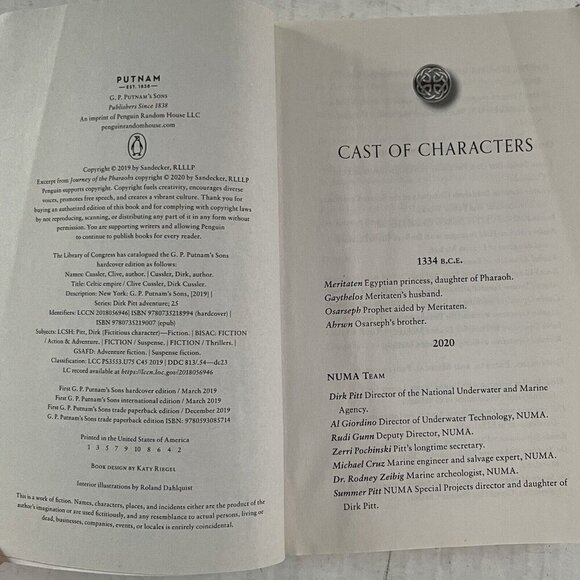 PUTNAM
— EST. 1838 —
G. P. PUTNAM'S SONS
Publishers Since 1838
An imprint of Penguin Random House LLC
penguinrandomhouse.com
Copyright © 2019 by Sandecker, RLLLP
Excerpt from Journey of the Pharaohs copyright © 2020 by Sandecker, RLLLP
Penguin supports copyright. Copyright fuels creativity, encourages diverse
voices, promotes free speech, and creates a vibrant culture. Thank you for
buying an authorized edition of this book and for complying with copyright laws
by not reproducing, scanning, or distributing any part of it in any form without
permission. You are supporting writers and allowing Penguin
to continue to publish books for every reader.
The Library of Congress has catalogued the G. P. Putnam's Sons
hardcover edition as follows:
Names: Cussler, Clive, author. | Cussler, Dirk, author.
Title: Celtic empire / Clive Cussler, Dirk Cussler.
Description: New York: G. P. Putnam's Sons, [2019] |
Series: Dirk Pitt adventure; 25
Identifiers: LCCN 2018056946| ISBN 9780735218994 (hardcover) |
ISBN 9780735219007 (epub)
Subjects: LCSH: Pitt, Dirk (Fictitious character)—Fiction. | BISAC: FICTION
/ Action & Adventure. | FICTION / Suspense. | FICTION / Thrillers. |
GSAFD: Adventure fiction. | Suspense fiction.
Classification: LCC PS3553.U75 C45 2019 | DDC 813/.54—dc23
LC record available at https://lccn.loc.gov/2018056946
First G. P. Putnam's Sons hardcover edition / March 2019
First G. P. Putnam's Sons international edition / March 2019
First G. P. Putnam's Sons trade paperback edition / December 2019
G. P. Putnam's Sons trade paperback edition ISBN: 9780593085714
Printed in the United States of America
1 3 5 7 9 10 8 6 4 2
BOOK DESIGN BY KATY RIEGEL
Interior illustrations by Roland Dahlquist
This is a work of fiction. Names, characters, places, and incidents either are the product of the
author's imagination or are used fictitiously, and any resemblance to actual persons, living or
dead, businesses, companies, events, or locales is entirely coincidental.
CAST OF CHARACTERS
1334 B.C.E.
Meritaten Egyptian princess, daughter of Pharaoh.
Gaythelos Meritaten's husband.
Osarseph Prophet aided by Meritaten.
Ahrwn Osarseph's brother.
2020
NUMA TEAM
Dirk Pitt Director of the National Underwater and Marine
Agency.
Al Giordino Director of Underwater Technology, NUMA.
Rudi Gunn Deputy Director, NUMA.
Zerri Pochinski Pitt's longtime secretary.
Michael Cruz Marine engineer and salvage expert, NUMA.
Dr. Rodney Zeibig Marine archeologist, NUMA.
Summer Pitt NUMA Special Projects director and daughter of
Dirk Pitt.